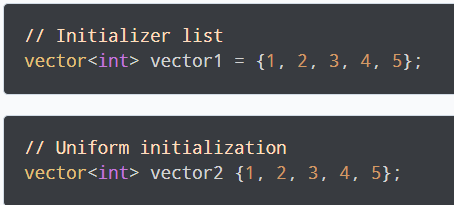 // Initializer list
vector<int> vector1 = {1, 2, 3, 4, 5};
// Uniform initialization
vector<int> vector2 {1, 2, 3, 4, 5};